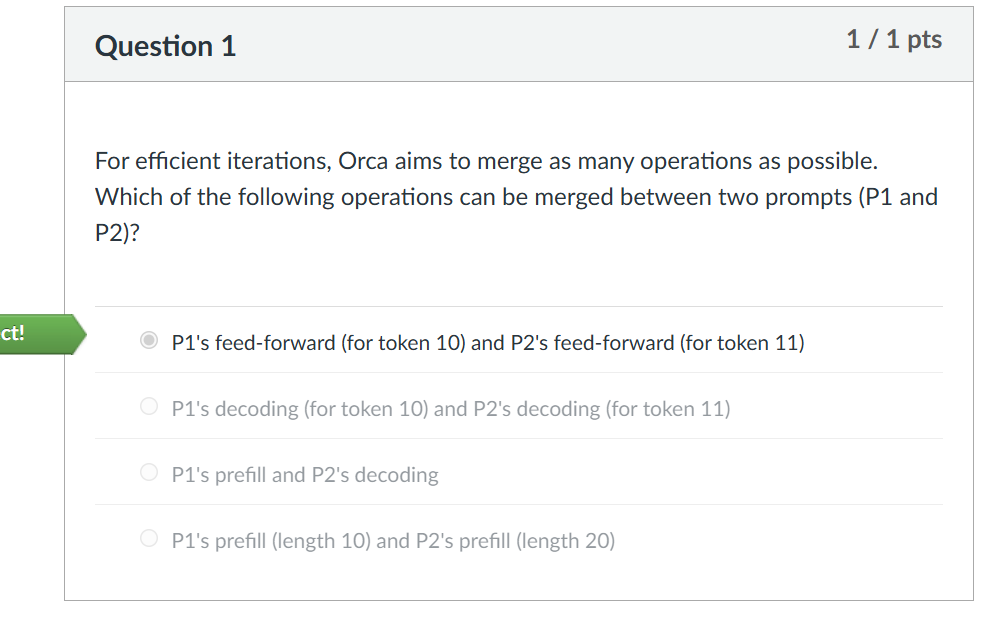 Question 1
1 / 1 pts
For efficient iterations, Orca aims to merge as many operations as possible.
Which of the following operations can be merged between two prompts (P1 and
P2)?
ct!
P1's feed-forward (for token 10) and P2's feed-forward (for token 11)
P1's decoding (for token 10) and P2's decoding (for token 11)
P1's prefill and P2's decoding
P1's prefill (length 10) and P2's prefill (length 20)